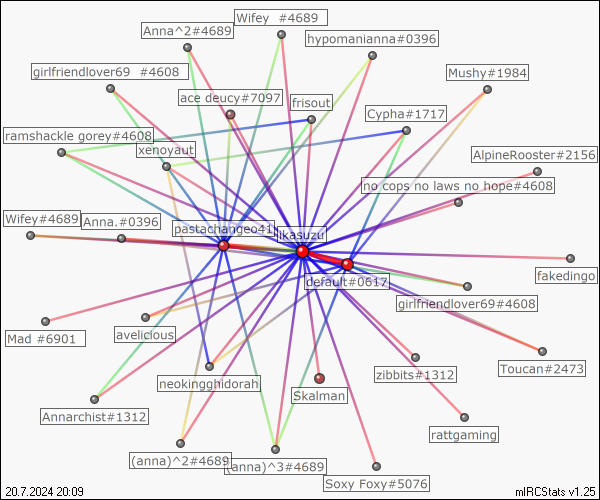 Wifey  #4689
Anna^2#4689
hypomanianna#0396
girlfriendlover69  #4608
Mushy#1984
ace deucy#7097
frisout
Cypha#1717
ramshackle gorey#4608
xenoyaut
AlpineRooster#2156
no cops no laws no hope#4608
Wifey#4689
Anna.#0396
pastachangeo41
ikasuzu
fakedingo
default#0617
girlfriendlover69#4608
Mad #6901
avelicious
Toucan#2473
zibbits#1312
neokingghidorah
Skalman
Annarchist#1312
rattgaming
(anna)^2#4689
(anna)^3#4689
Soxy Foxy#5076
20.7.2024 20:09
mIRCStats v1.25